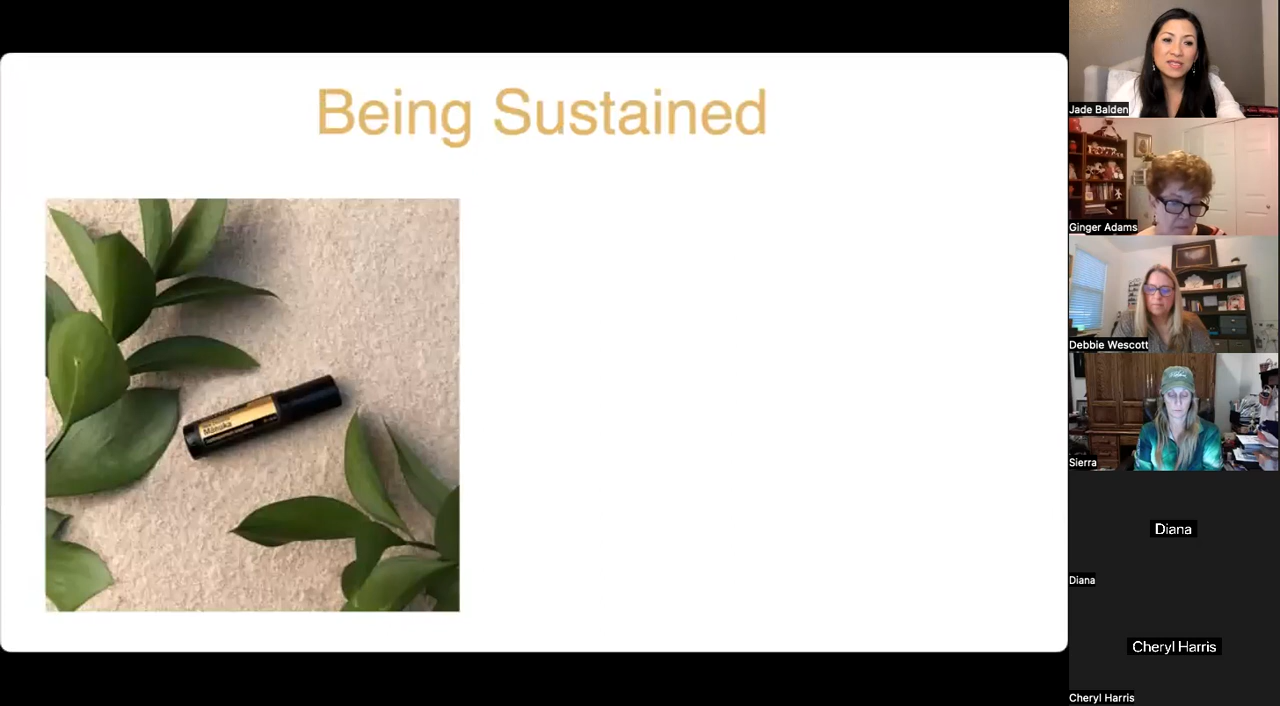 Being Sustained
Manuka
Jade Balden
Ginger Adams
Debbie Wescott
Sierra
Diana
Diana
Cheryl Harris
Cheryl Harris